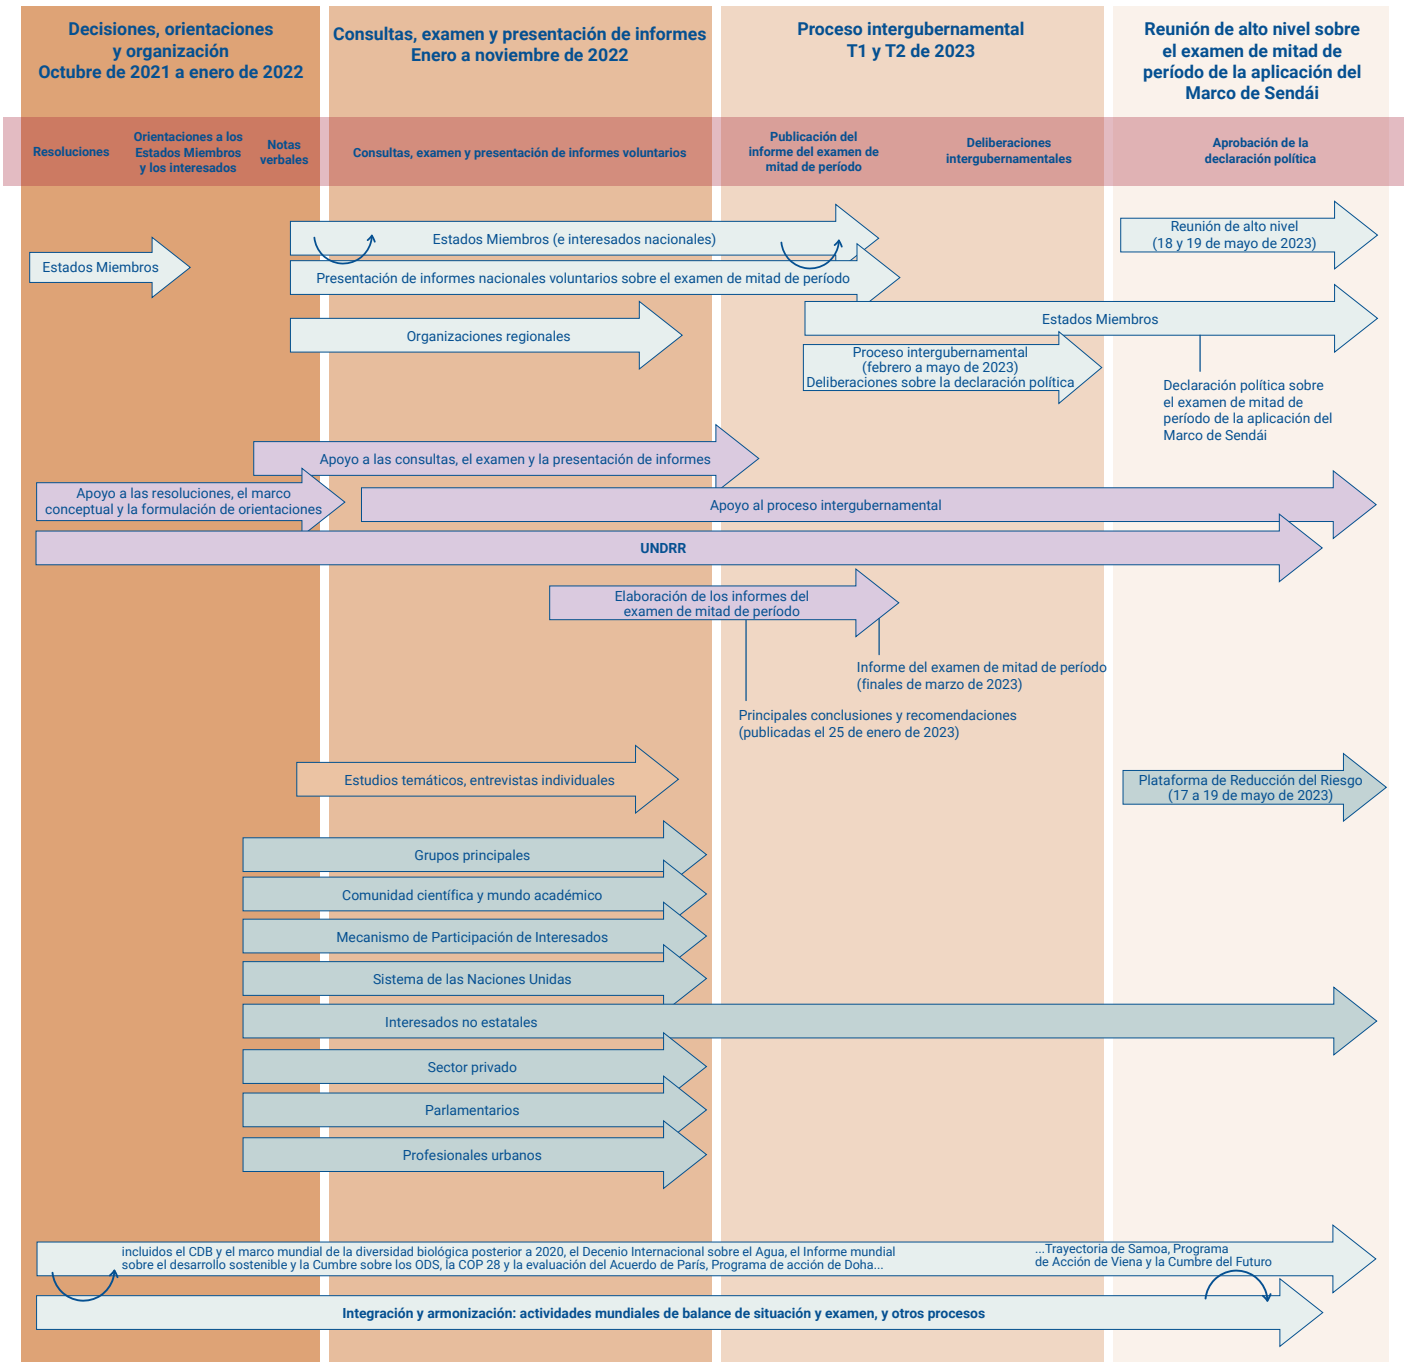 Decisiones, orientaciones
y organización
Octubre de 2021 a enero de 2022
Consultas, examen y presentación de informes
Enero a noviembre de 2022
Proceso intergubernamental
T1 y T2 de 2023
Reunión de alto nivel sobre
el examen de mitad de
período de la aplicación del
Marco de Sendái
Resoluciones
Orientaciones a los
Estados Miembros
y los interesados
Notas
verbales
Consultas, examen y presentación de informes voluntarios
Publicación del
informe del examen de
mitad de período
Deliberaciones
intergubernamentales
Aprobación de la
declaración política
Estados Miembros
Estados Miembros (e interesados nacionales)
Presentación de informes nacionales voluntarios sobre el examen de mitad de período
Organizaciones regionales
Reunión de alto nivel
(18 y 19 de mayo de 2023)
Estados Miembros
Proceso intergubernamental
(febrero a mayo de 2023)
Deliberaciones sobre la declaración política
Declaración política sobre
el examen de mitad de
período de la aplicación del
Marco de Sendái
Apoyo a las consultas, el examen y la presentación de informes
Apoyo a las resoluciones, el marco
conceptual y la formulación de orientaciones
Apoyo al proceso intergubernamental
UNDRR
Elaboración de los informes del
examen de mitad de período
Informe del examen de mitad de período
(finales de marzo de 2023)
Principales conclusiones y recomendaciones
(publicadas el 25 de enero de 2023)
Estudios temáticos, entrevistas individuales
Plataforma de Reducción del Riesgo
(17 a 19 de mayo de 2023)
Grupos principales
Comunidad científica y mundo académico
Mecanismo de Participación de Interesados
Sistema de las Naciones Unidas
Interesados no estatales
Sector privado
Parlamentarios
Profesionales urbanos
incluidos el CDB y el marco mundial de la diversidad biológica posterior a 2020, el Decenio Internacional sobre el Agua, el Informe mundial
sobre el desarrollo sostenible y la Cumbre sobre los ODS, la COP 28 y la evaluación del Acuerdo de París, Programa de acción de Doha...
...Trayectoria de Samoa, Programa
de Acción de Viena y la Cumbre del Futuro
Integración y armonización: actividades mundiales de balance de situación y examen, y otros procesos